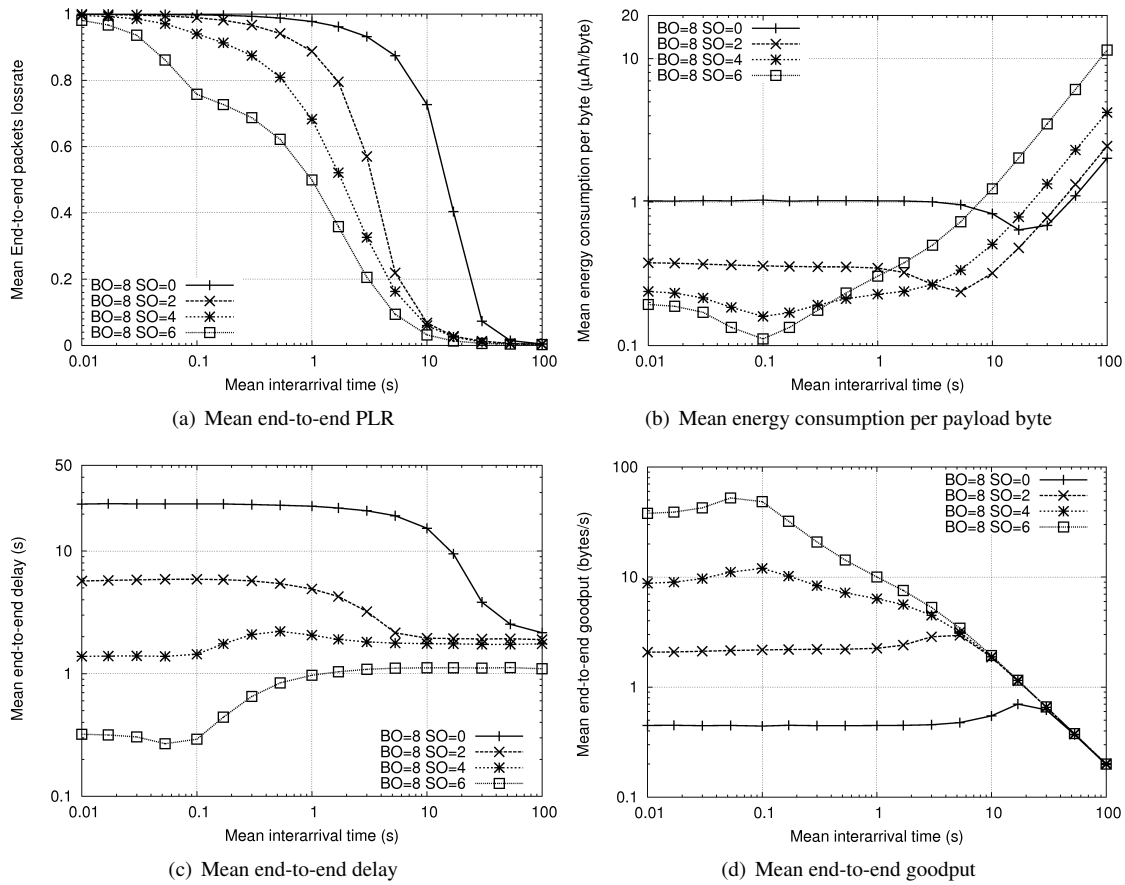 Mean End-to-end packets lossrate
1
0.8
0.6
0.4
0.2
0
BO=8 SO=0
BO=8 SO=2
BO=8 SO=4
BO=8 SO=6
0.01 0.1 1 10 100
Mean interarrival time (s)
(a) Mean end-to-end PLR
Mean energy consumption per byte (µAh/byte)
20
10
1
0.1
BO=8 SO=0
BO=8 SO=2
BO=8 SO=4
BO=8 SO=6
0.01 0.1 1 10 100
Mean interarrival time (s)
(b) Mean energy consumption per payload byte
Mean end-to-end delay (s)
50
10
1
0.1
BO=8 SO=0
BO=8 SO=2
BO=8 SO=4
BO=8 SO=6
0.01 0.1 1 10 100
Mean interarrival time (s)
(c) Mean end-to-end delay
Mean end-to-end goodput (bytes/s)
100
10
1
0.1
BO=8 SO=0
BO=8 SO=2
BO=8 SO=4
BO=8 SO=6
0.01 0.1 1 10 100
Mean interarrival time (s)
(d) Mean end-to-end goodput